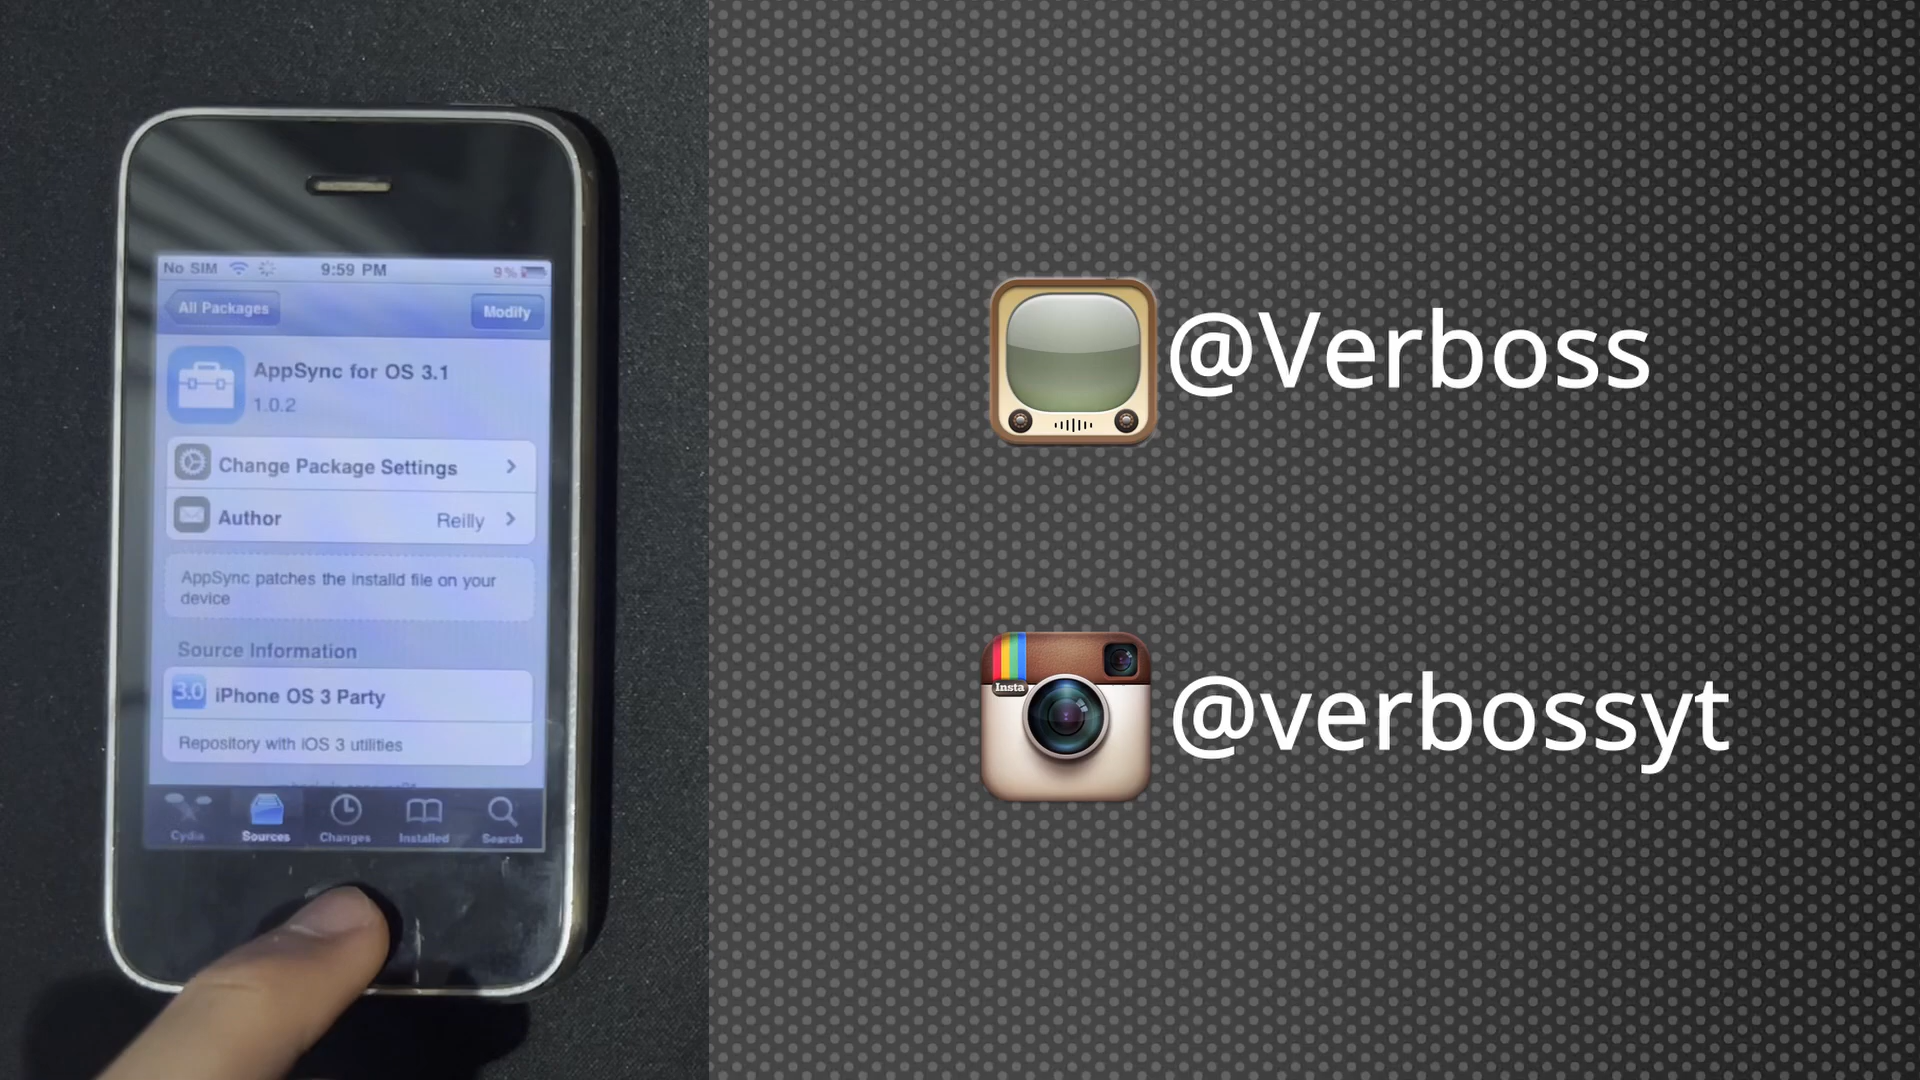 No SIM 9:59 PM 9%
All Packages Modify
AppSync for OS 3.1
1.0.2
Change Package Settings
Author Reilly
AppSync patches the installd file on your
device
Source Information
3.0 iPhone OS 3 Party
Repository with iOS 3 utilities
Cydia Sources Changes Installed Search
@Verboss
Insta
@verbossyt